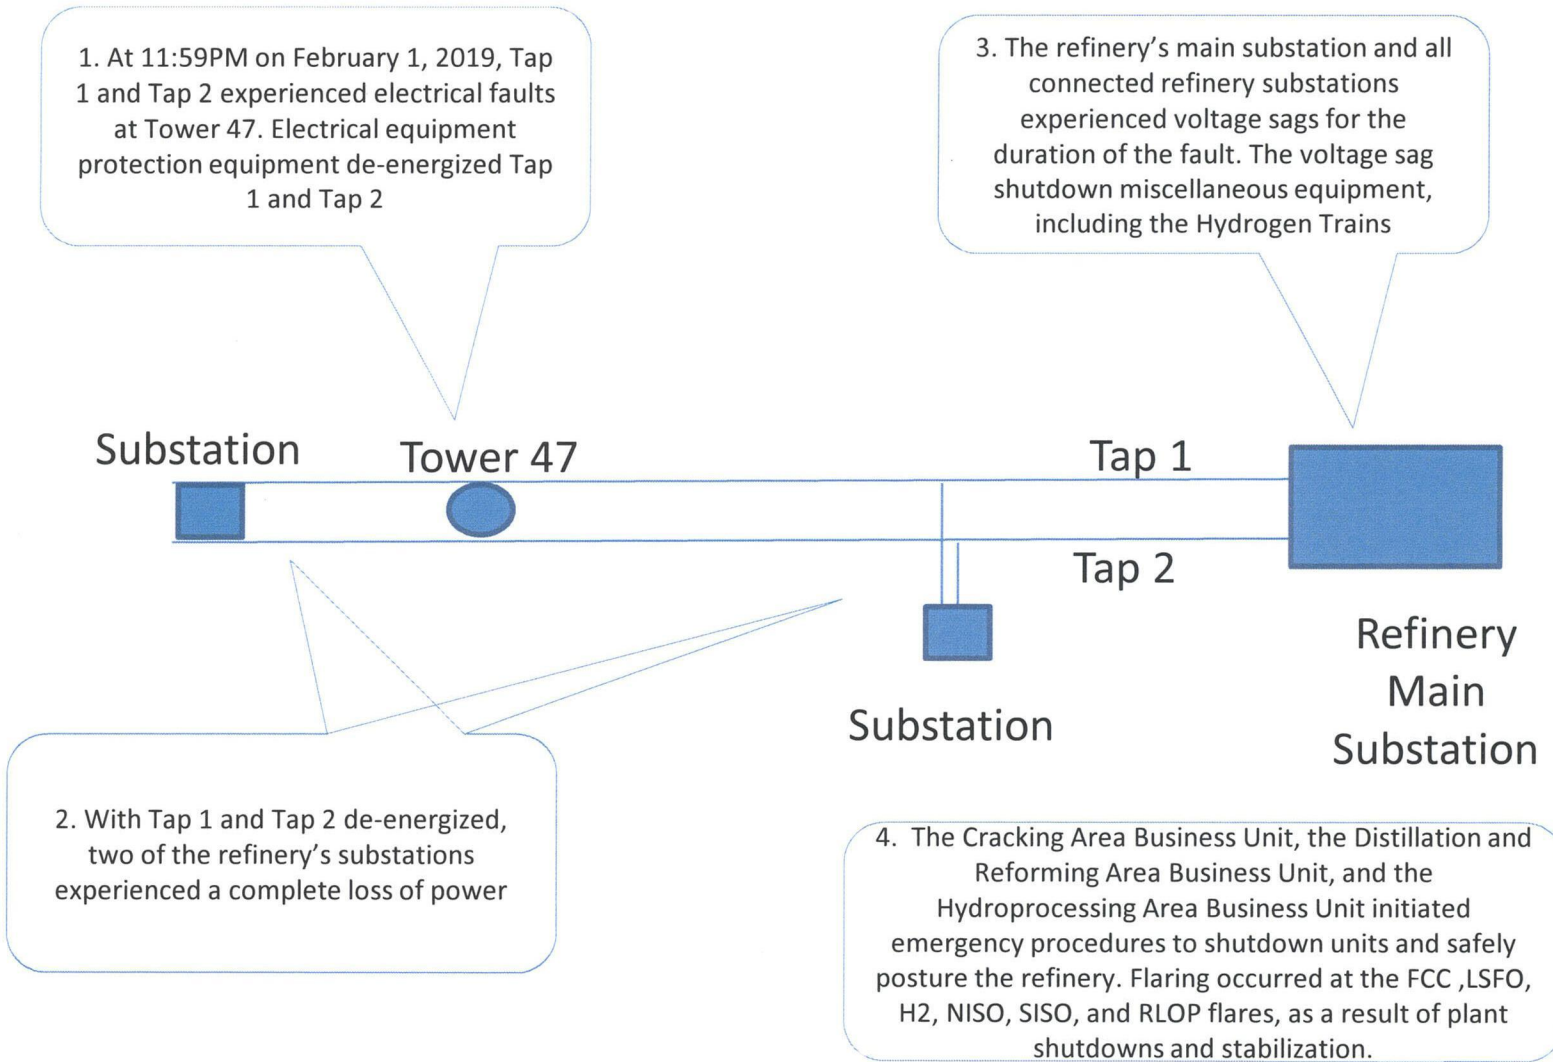 1. At 11:59PM on February 1, 2019, Tap
1 and Tap 2 experienced electrical faults
at Tower 47. Electrical equipment
protection equipment de-energized Tap
1 and Tap 2
3. The refinery’s main substation and all
connected refinery substations
experienced voltage sags for the
duration of the fault. The voltage sag
shutdown miscellaneous equipment,
including the Hydrogen Trains
Substation
Tower 47
Tap 1
Tap 2
Substation
Refinery
Main
Substation
2. With Tap 1 and Tap 2 de-energized,
two of the refinery’s substations
experienced a complete loss of power
4. The Cracking Area Business Unit, the Distillation and
Reforming Area Business Unit, and the
Hydroprocessing Area Business Unit initiated
emergency procedures to shutdown units and safely
posture the refinery. Flaring occurred at the FCC ,LSFO,
H2, NISO, SISO, and RLOP flares, as a result of plant
shutdowns and stabilization.